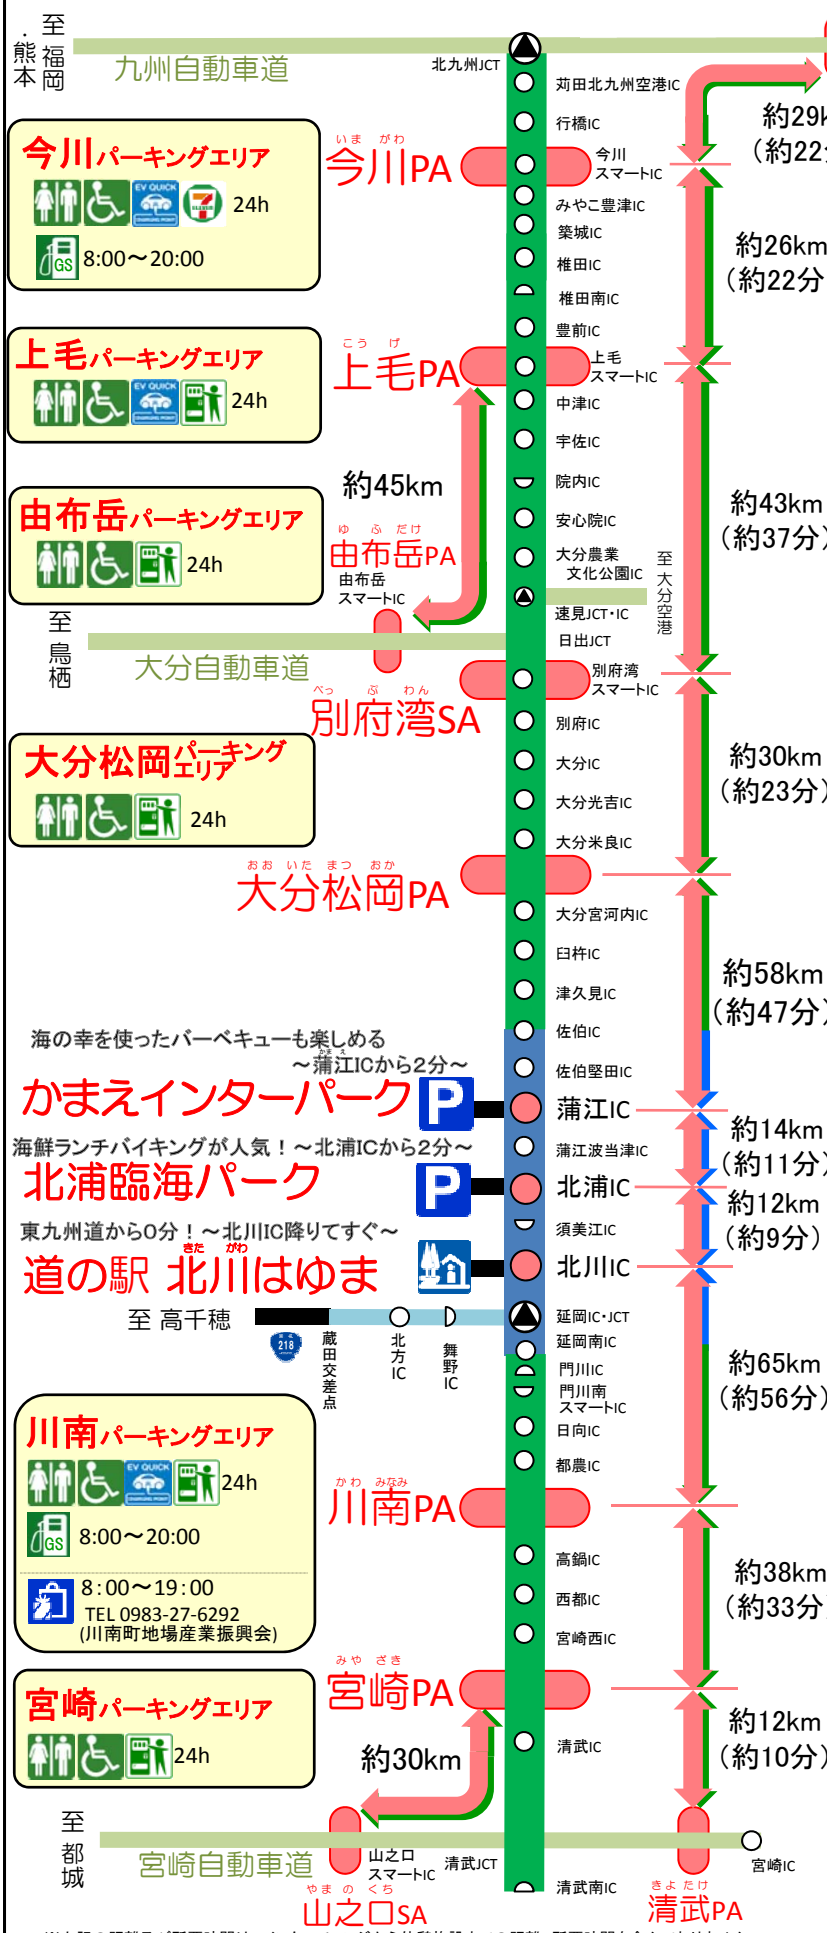 至福岡
・熊本
九州自動車道
北九州JCT
苅田北九州空港IC
行橋IC
約29k
(約22
今川パーキングエリア
EV QUICK
24h
GS 8:00〜20:00
いま がわ
今川PA
今川
スマートIC
みやこ豊津IC
築城IC
椎田IC
椎田南IC
豊前IC
約26km
(約22分
上毛パーキングエリア
EV QUICK
24h
こう げ
上毛PA
上毛
スマートIC
中津IC
宇佐IC
院内IC
安心院IC
大分農業
文化公園IC
約43km
(約37分)
約45km
由布岳パーキングエリア
24h
ゆ ふ だけ
由布岳PA
由布岳
スマートIC
至大分空港
速見JCT・IC
日出JCT
至鳥栖
大分自動車道
別府湾
スマートIC
べっ ぷ わん
別府湾SA
別府IC
大分IC
大分光吉IC
大分米良IC
約30km
(約23分)
大分松岡パーキング
エリア
24h
おお いた まつ おか
大分松岡PA
大分宮河内IC
臼杵IC
津久見IC
佐伯IC
佐伯堅田IC
約58km
(約47分)
海の幸を使ったバーベキューも楽しめる
〜蒲江ICから2分〜
かま え
かまえインターパーク
P
蒲江IC
蒲江波当津IC
約14km
(約11分)
海鮮ランチバイキングが人気！〜北浦ICから2分〜
北浦臨海パーク
P
北浦IC
須美江IC
約12km
(約9分)
東九州道から0分！〜北川IC降りてすぐ〜
きた がわ
道の駅 北川はゆま
北川IC
至 高千穂
218
蔵田交差点
北方IC
舞野IC
延岡IC・JCT
延岡南IC
門川IC
門川南
スマートIC
日向IC
都農IC
約65km
(約56分)
川南パーキングエリア
EV QUICK
24h
GS 8:00〜20:00
8:00〜19:00
TEL 0983-27-6292
(川南町地場産業振興会)
かわ みなみ
川南PA
高鍋IC
西都IC
宮崎西IC
約38km
(約33分)
宮崎パーキングエリア
24h
みや ざき
宮崎PA
清武IC
約12km
(約10分)
約30km
至都城
宮崎自動車道
山之口
スマートIC
清武JCT
宮崎IC
清武南IC
やま の くち
山之口SA
きよ たけ
清武PA